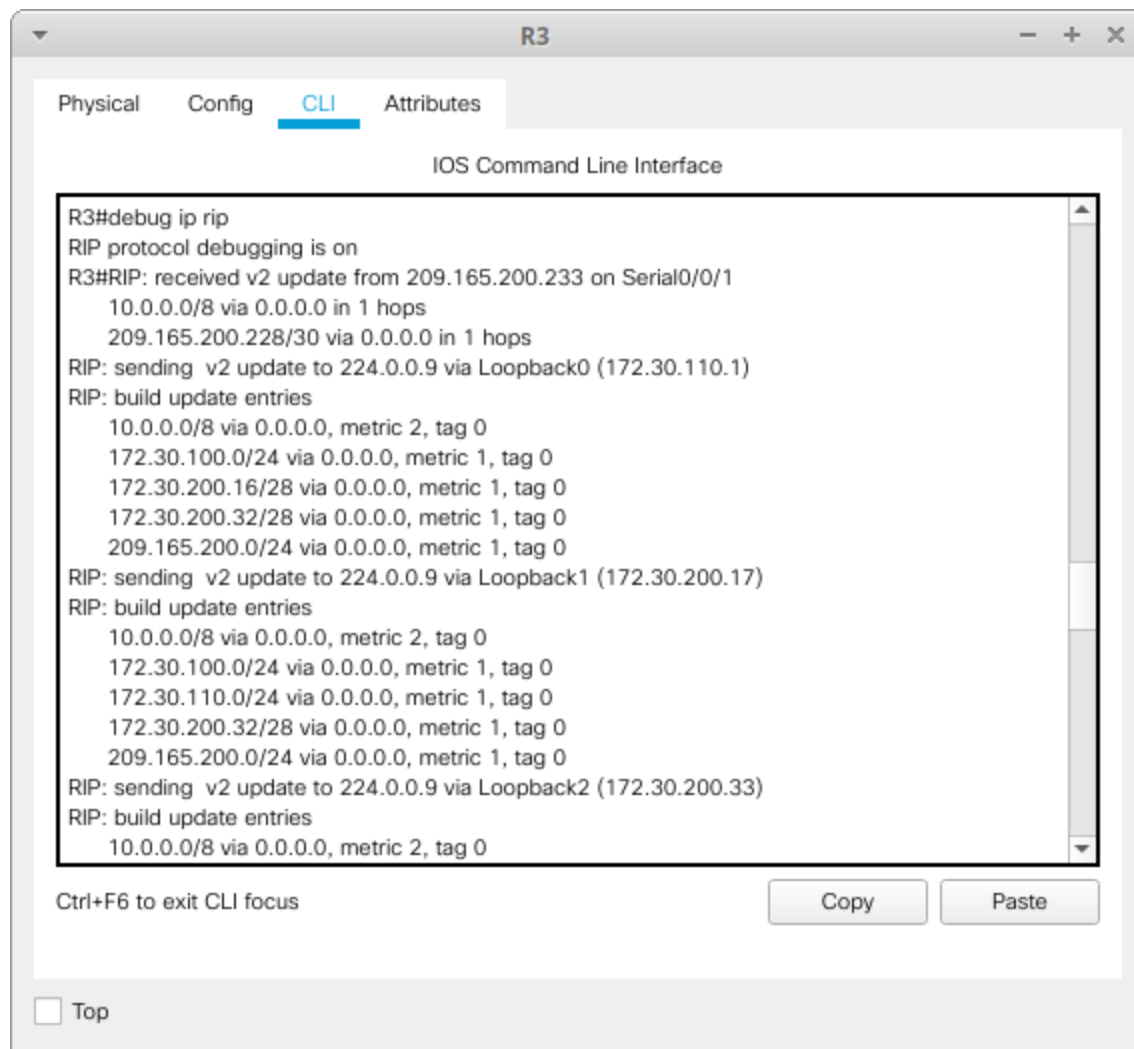 R3
Physical Config CLI Attributes
IOS Command Line Interface
R3#debug ip rip
RIP protocol debugging is on
R3#RIP: received v2 update from 209.165.200.233 on Serial0/0/1
10.0.0.0/8 via 0.0.0.0 in 1 hops
209.165.200.228/30 via 0.0.0.0 in 1 hops
RIP: sending  v2 update to 224.0.0.9 via Loopback0 (172.30.110.1)
RIP: build update entries
10.0.0.0/8 via 0.0.0.0, metric 2, tag 0
172.30.100.0/24 via 0.0.0.0, metric 1, tag 0
172.30.200.16/28 via 0.0.0.0, metric 1, tag 0
172.30.200.32/28 via 0.0.0.0, metric 1, tag 0
209.165.200.0/24 via 0.0.0.0, metric 1, tag 0
RIP: sending  v2 update to 224.0.0.9 via Loopback1 (172.30.200.17)
RIP: build update entries
10.0.0.0/8 via 0.0.0.0, metric 2, tag 0
172.30.100.0/24 via 0.0.0.0, metric 1, tag 0
172.30.110.0/24 via 0.0.0.0, metric 1, tag 0
172.30.200.32/28 via 0.0.0.0, metric 1, tag 0
209.165.200.0/24 via 0.0.0.0, metric 1, tag 0
RIP: sending  v2 update to 224.0.0.9 via Loopback2 (172.30.200.33)
RIP: build update entries
10.0.0.0/8 via 0.0.0.0, metric 2, tag 0
Ctrl+F6 to exit CLI focus Copy Paste
Top